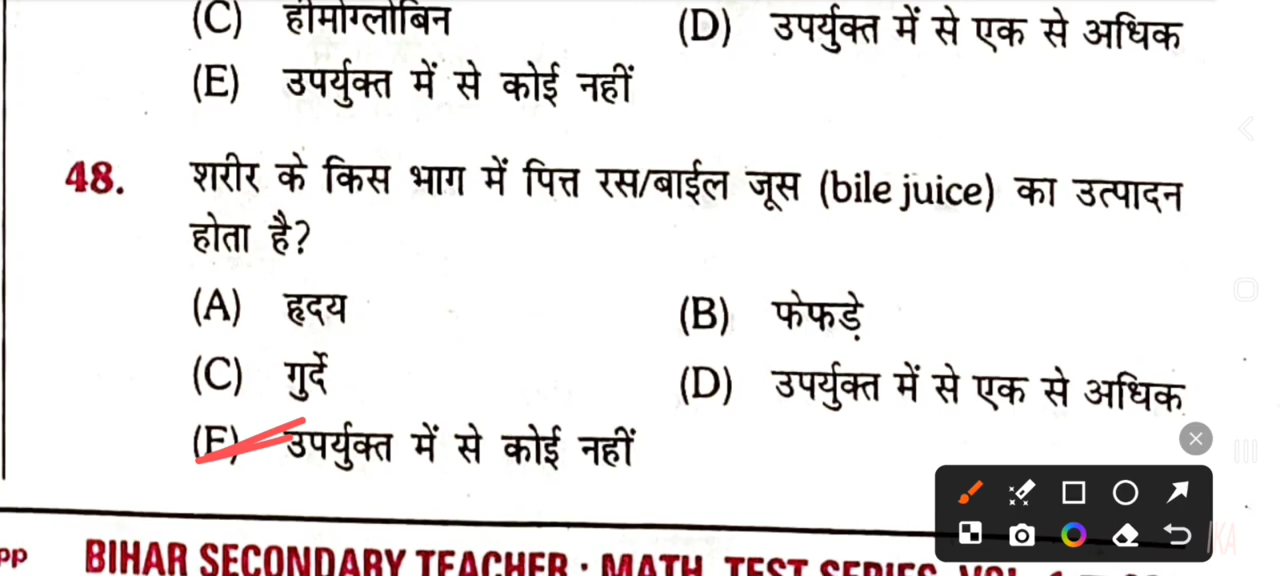 (C) हीमोग्लोबिन (D) उपर्युक्त में से एक से अधिक
(E) उपर्युक्त में से कोई नहीं
48. शरीर के किस भाग में पित्त रस/बाईल जूस (bile juice) का उत्पादन
होता है?
(A) हृदय (B) फेफड़े
(C) गुर्दे (D) उपर्युक्त में से एक से अधिक
(E) उपर्युक्त में से कोई नहीं
PP BIHAR SECONDARY TEACHER : MATH TEST SERIES